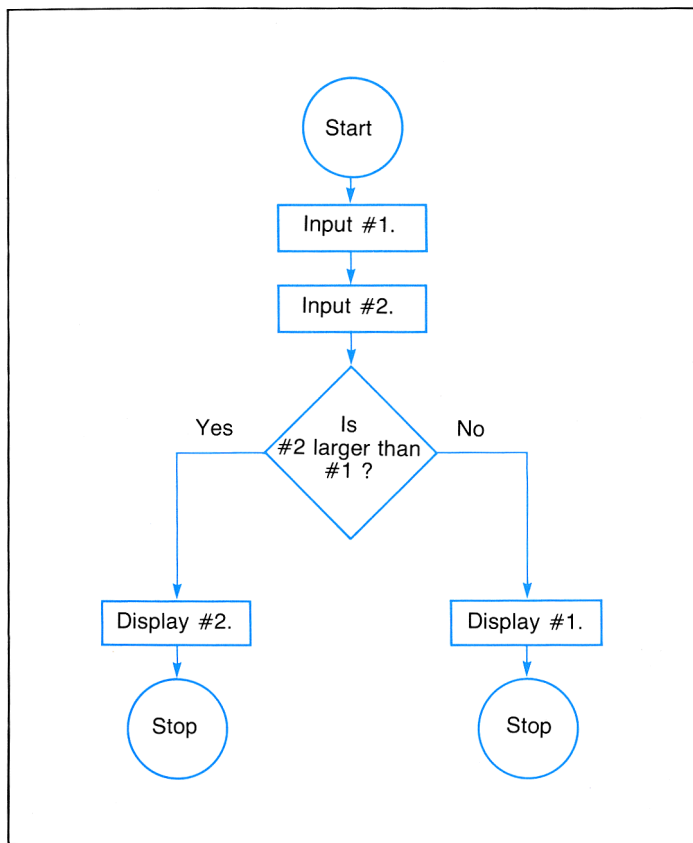 Start
Input #1.
Input #2.
Is
#2 larger than
#1 ?
Yes
No
Display #2.
Display #1.
Stop
Stop